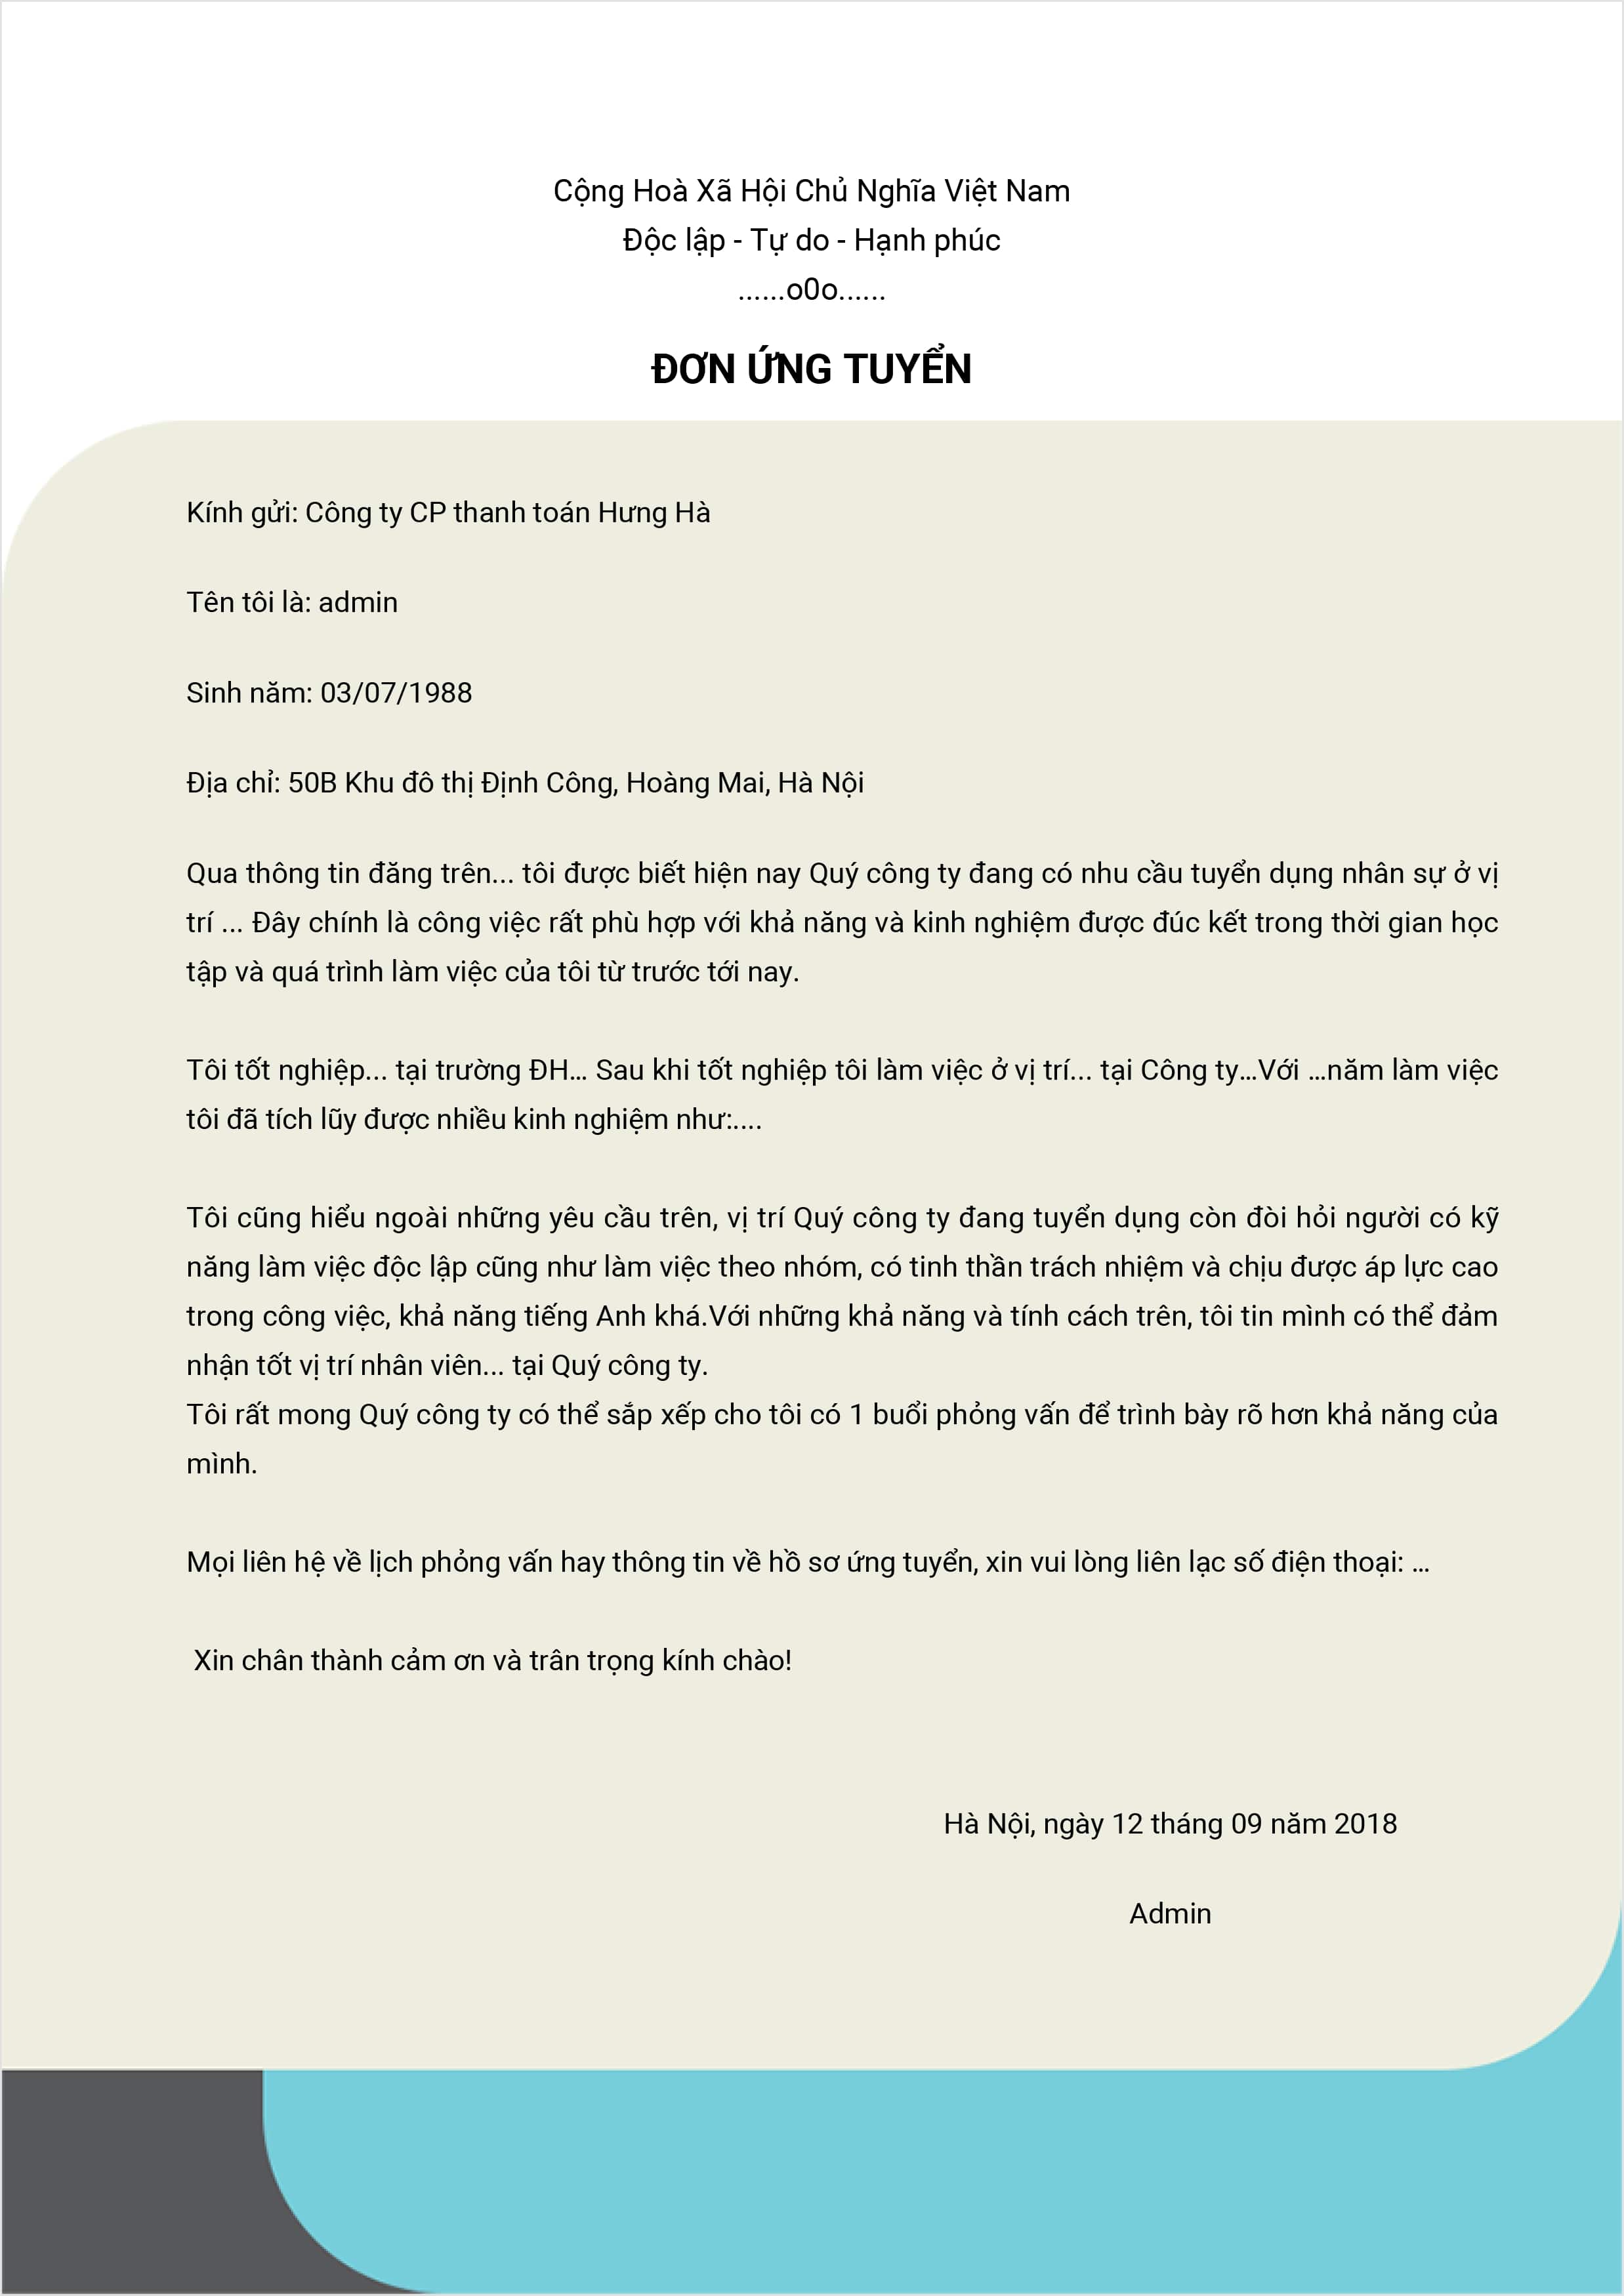 Cộng Hoà Xã Hội Chủ Nghĩa Việt Nam
Độc lập - Tự do - Hạnh phúc
......o0o......
ĐƠN ỨNG TUYỂN
Kính gửi: Công ty CP thanh toán Hưng Hà
Tên tôi là: admin
Sinh năm: 03/07/1988
Địa chỉ: 50B Khu đô thị Định Công, Hoàng Mai, Hà Nội
Qua thông tin đăng trên... tôi được biết hiện nay Quý công ty đang có nhu cầu tuyển dụng nhân sự ở vị
trí ... Đây chính là công việc rất phù hợp với khả năng và kinh nghiệm được đúc kết trong thời gian học
tập và quá trình làm việc của tôi từ trước tới nay.
Tôi tốt nghiệp... tại trường ĐH… Sau khi tốt nghiệp tôi làm việc ở vị trí... tại Công ty…Với …năm làm việc
tôi đã tích lũy được nhiều kinh nghiệm như:....
Tôi cũng hiểu ngoài những yêu cầu trên, vị trí Quý công ty đang tuyển dụng còn đòi hỏi người có kỹ
năng làm việc độc lập cũng như làm việc theo nhóm, có tinh thần trách nhiệm và chịu được áp lực cao
trong công việc, khả năng tiếng Anh khá.Với những khả năng và tính cách trên, tôi tin mình có thể đảm
nhận tốt vị trí nhân viên... tại Quý công ty.
Tôi rất mong Quý công ty có thể sắp xếp cho tôi có 1 buổi phỏng vấn để trình bày rõ hơn khả năng của
mình.
Mọi liên hệ về lịch phỏng vấn hay thông tin về hồ sơ ứng tuyển, xin vui lòng liên lạc số điện thoại: …
Xin chân thành cảm ơn và trân trọng kính chào!
Hà Nội, ngày 12 tháng 09 năm 2018
Admin